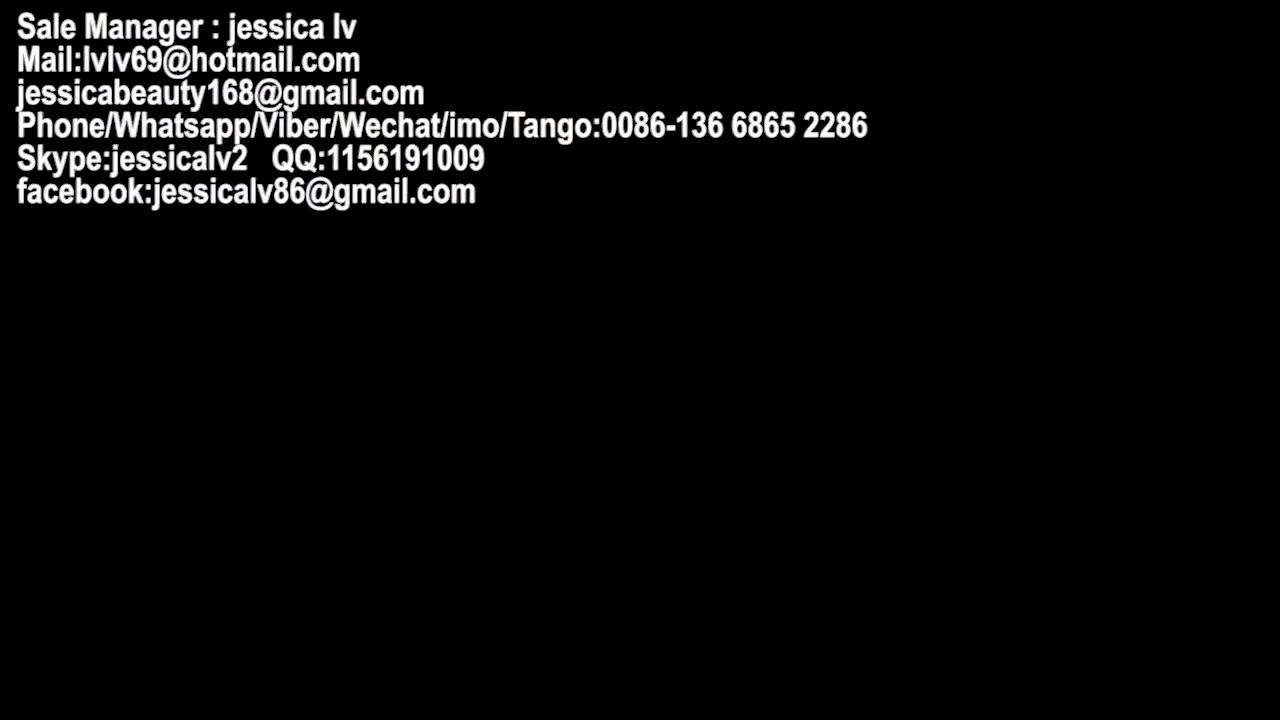 Sale Manager : jessica lv
Mail:lvlv69@hotmail.com
jessicabeauty168@gmail.com
Phone/Whatsapp/Viber/Wechat/imo/Tango:0086-136 6865 2286
Skype:jessicalv2   QQ:1156191009
facebook:jessicalv86@gmail.com